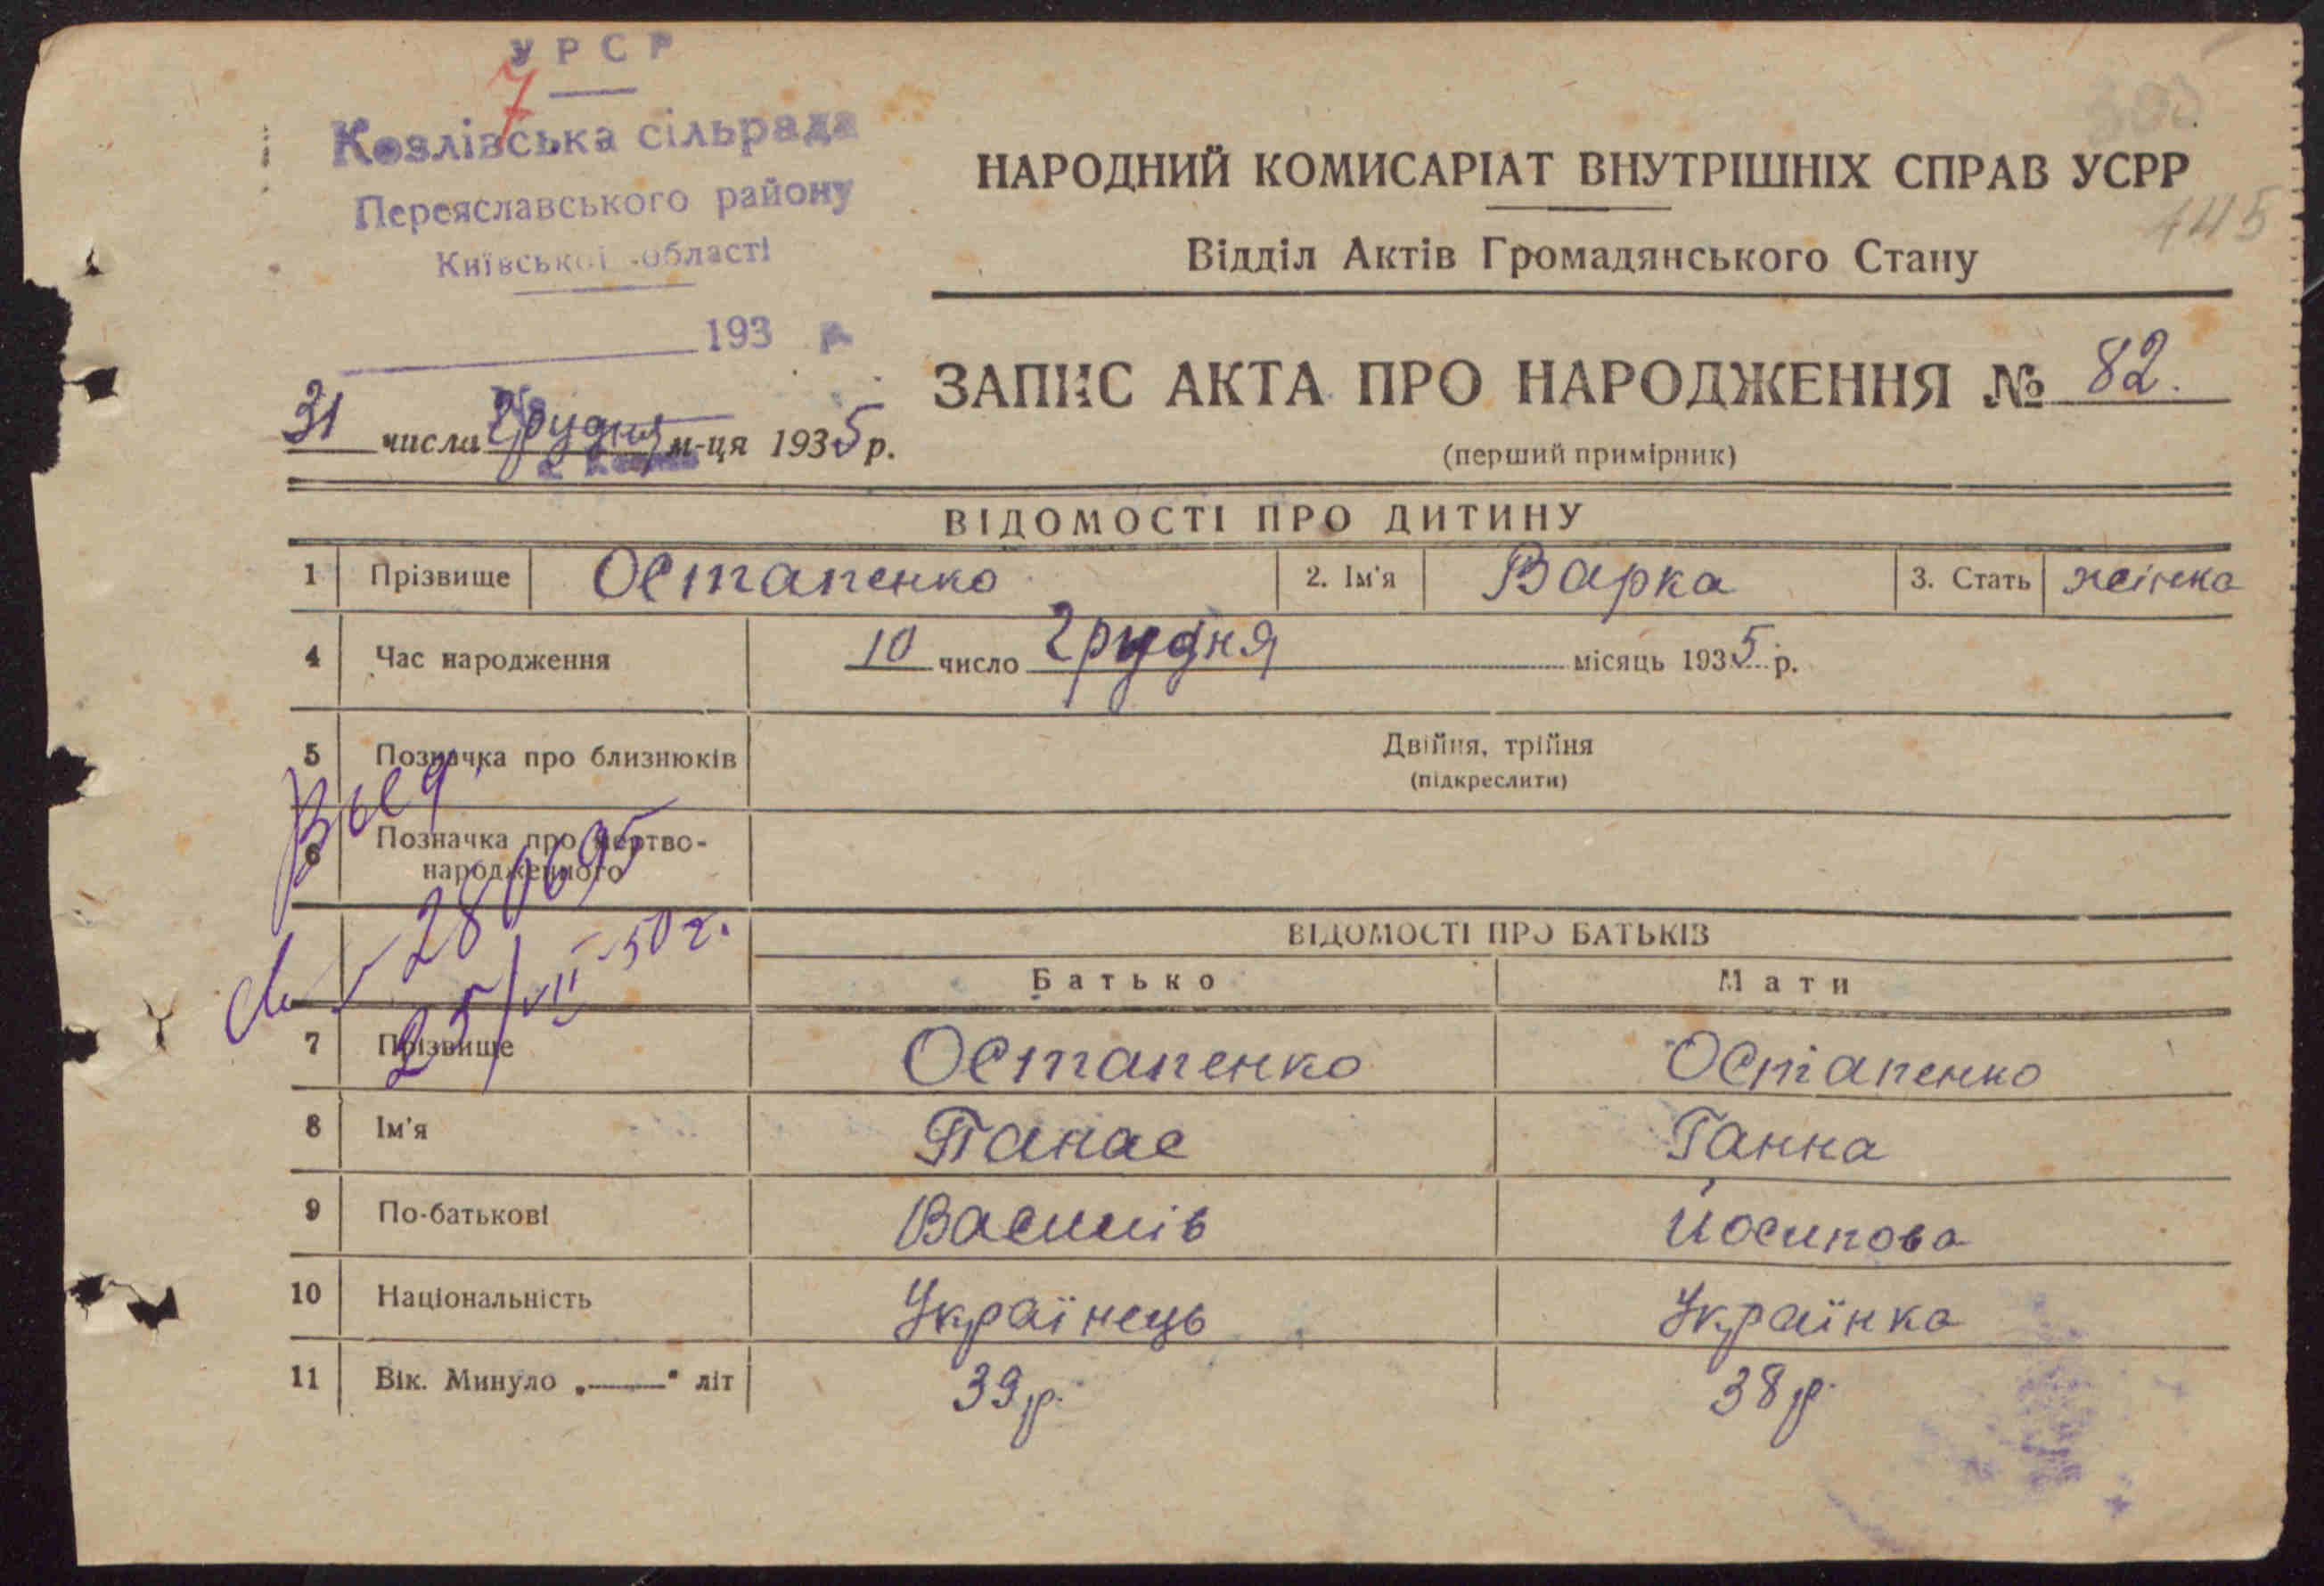 УРСР
7
Козлівська сільрада
Переяславського району
Київської області
193 р.
31 числа Грудня м-ця 1935 р.
НАРОДНИЙ КОМИСАРІАТ ВНУТРІШНІХ СПРАВ УСРР
145
Відділ Актів Громадянського Стану
ЗАПИС АКТА ПРО НАРОДЖЕННЯ № 82.
(перший примірник)
ВІДОМОСТІ ПРО ДИТИНУ
1 Прізвище Остапенко 2. Ім'я Варка 3. Стать жінка
4 Час народження 10 число Грудня місяць 1935 р.
5 Позначка про близнюків Двійня, трійня
(підкреслити)
6 Позначка про мертво-
народженного
ВІДОМОСТІ ПРО БАТЬКІВ
Батько Мати
7 Прізвище Остапенко Остапенко
8 Ім'я Панас Ганна
9 По-батькові Василів Йосипова
10 Національність Українець Українка
11 Вік. Минуло „——" літ 39 р. 38 р.
25/VII-50 г.